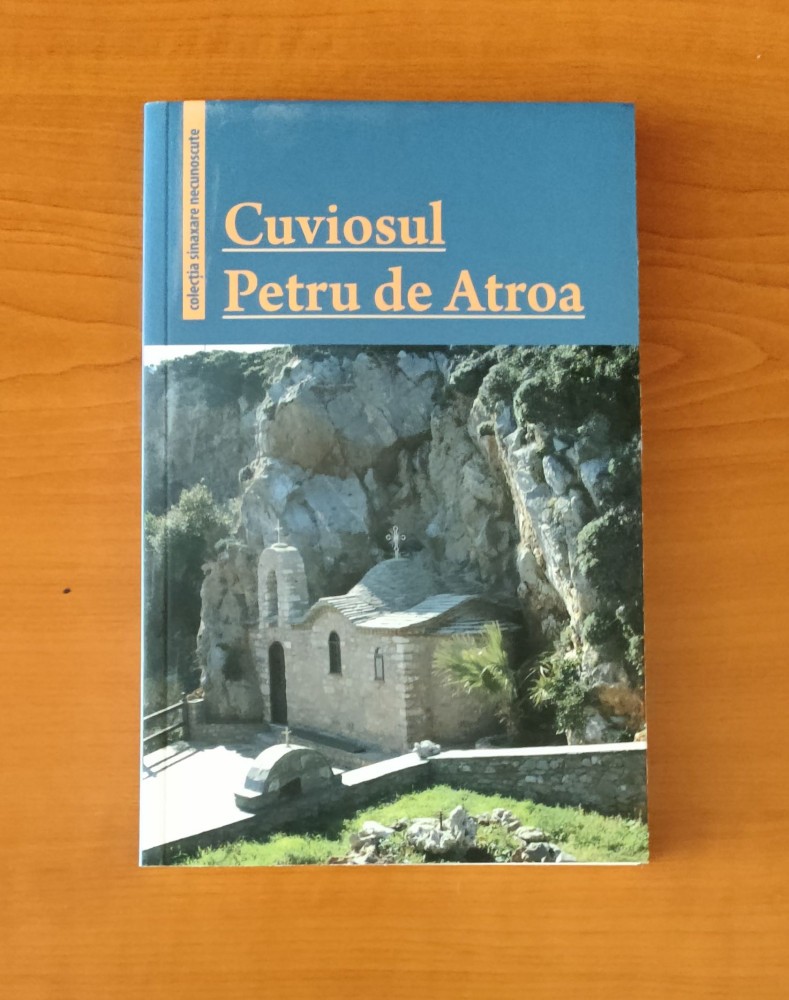 colecția sinaxare necunoscute
Cuviosul
Petru de Atroa